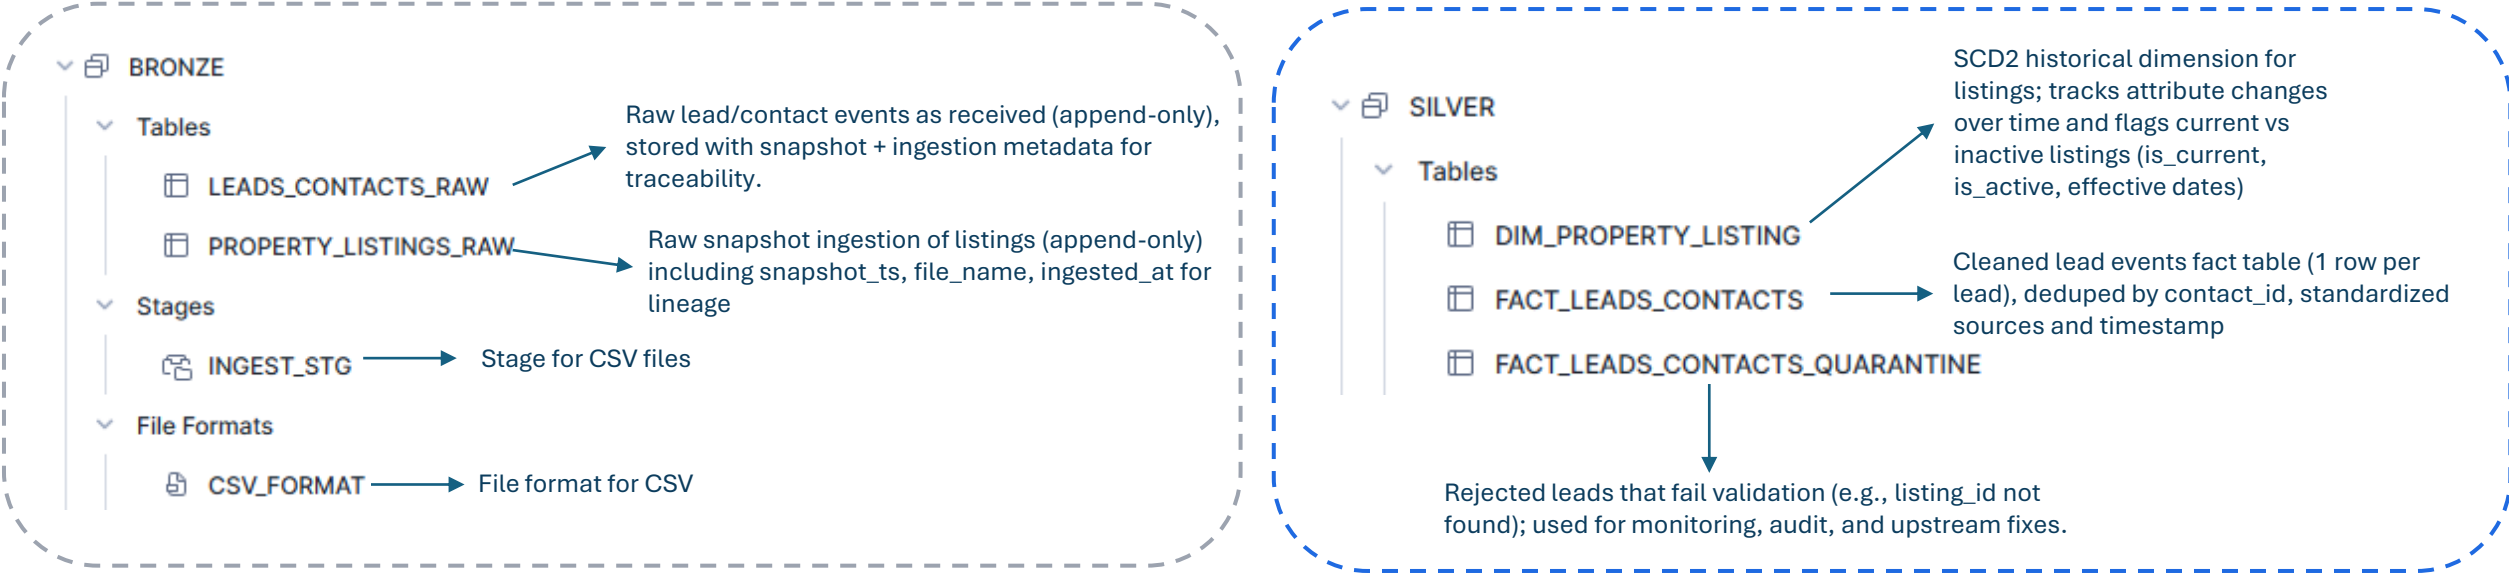 BRONZE
Tables
LEADS_CONTACTS_RAW
Raw lead/contact events as received (append-only),
stored with snapshot + ingestion metadata for
traceability.
PROPERTY_LISTINGS_RAW
Raw snapshot ingestion of listings (append-only)
including snapshot_ts, file_name, ingested_at for
lineage
Stages
INGEST_STG
Stage for CSV files
File Formats
CSV_FORMAT
File format for CSV
SILVER
Tables
DIM_PROPERTY_LISTING
SCD2 historical dimension for
listings; tracks attribute changes
over time and flags current vs
inactive listings (is_current,
is_active, effective dates)
FACT_LEADS_CONTACTS
Cleaned lead events fact table (1 row per
lead), deduped by contact_id, standardized
sources and timestamp
FACT_LEADS_CONTACTS_QUARANTINE
Rejected leads that fail validation (e.g., listing_id not
found); used for monitoring, audit, and upstream fixes.